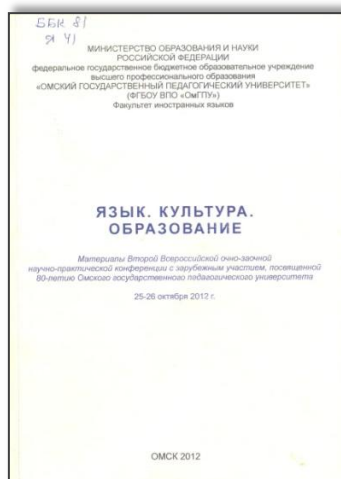 ББК 81
Я 41
МИНИСТЕРСТВО ОБРАЗОВАНИЯ И НАУКИ
РОССИЙСКОЙ ФЕДЕРАЦИИ
федеральное государственное бюджетное образовательное учреждение
высшего профессионального образования
«ОМСКИЙ ГОСУДАРСТВЕННЫЙ ПЕДАГОГИЧЕСКИЙ УНИВЕРСИТЕТ»
(ФГБОУ ВПО «ОмГПУ»)
Факультет иностранных языков
ЯЗЫК. КУЛЬТУРА.
ОБРАЗОВАНИЕ
Материалы Второй Всероссийской очно-заочной
научно-практической конференции с зарубежным участием, посвященной
80-летию Омского государственного педагогического университета
25-26 октября 2012 г.
ОМСК 2012